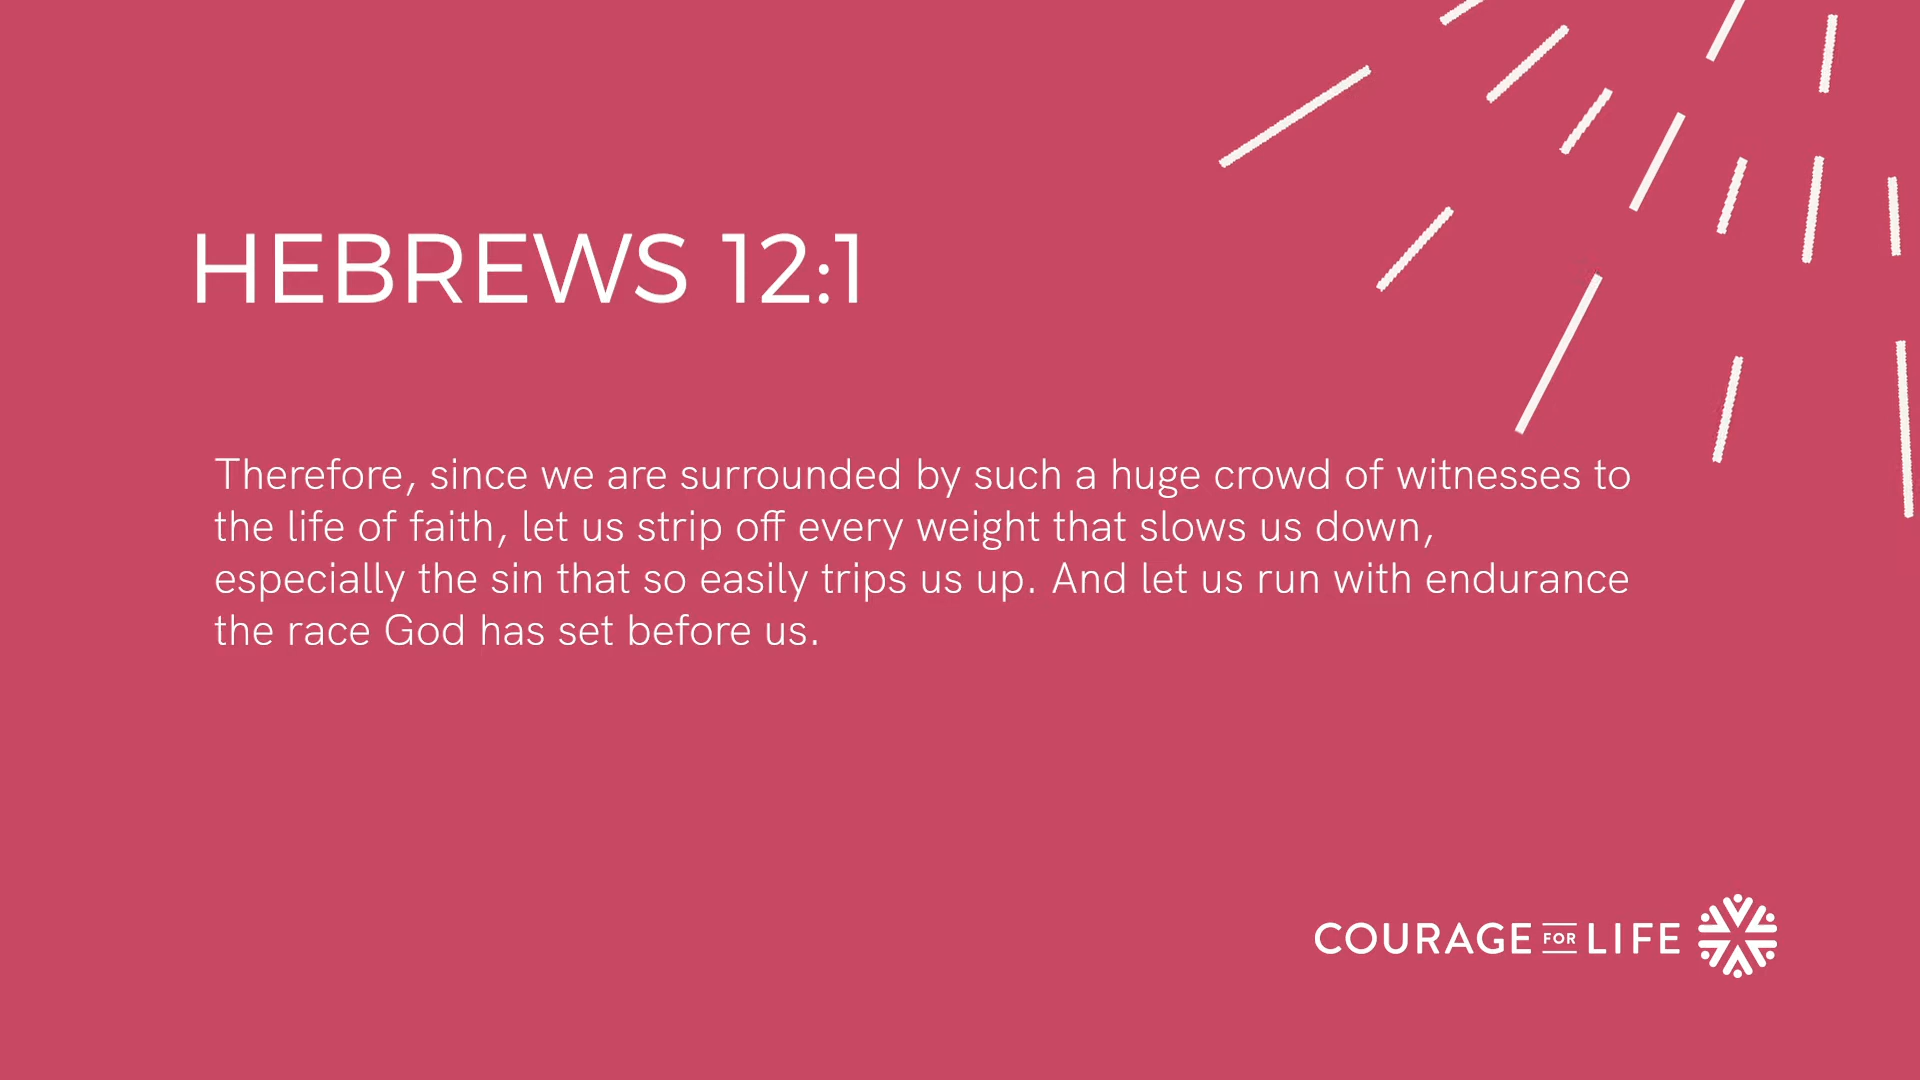 HEBREWS 12:1
Therefore, since we are surrounded by such a huge crowd of witnesses to
the life of faith, let us strip off every weight that slows us down,
especially the sin that so easily trips us up. And let us run with endurance
the race God has set before us.
COURAGE FOR LIFE